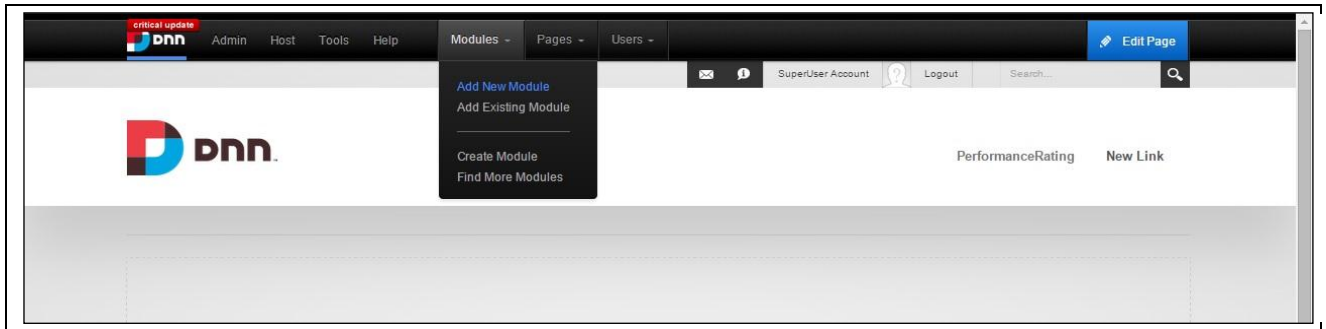 critical update
DNN Admin Host Tools Help Modules Pages Users Edit Page
SuperUser Account Logout Search...
Add New Module
Add Existing Module
Create Module
Find More Modules
DNN.
PerformanceRating New Link